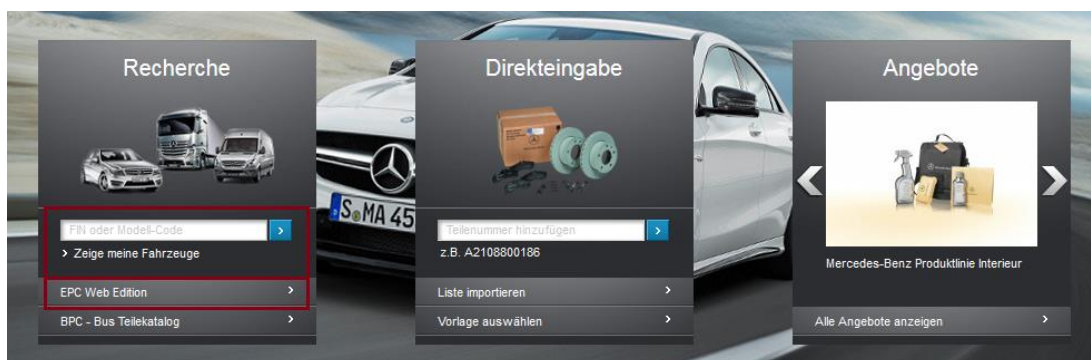 Recherche
FIN oder Modell-Code
Zeige meine Fahrzeuge
EPC Web Edition
BPC - Bus Teilekatalog
Direkteingabe
Teilenummer hinzufügen
z.B. A2108800186
Liste importieren
Vorlage auswählen
S MA 45
Angebote
Mercedes-Benz Produktlinie Interieur
Alle Angebote anzeigen